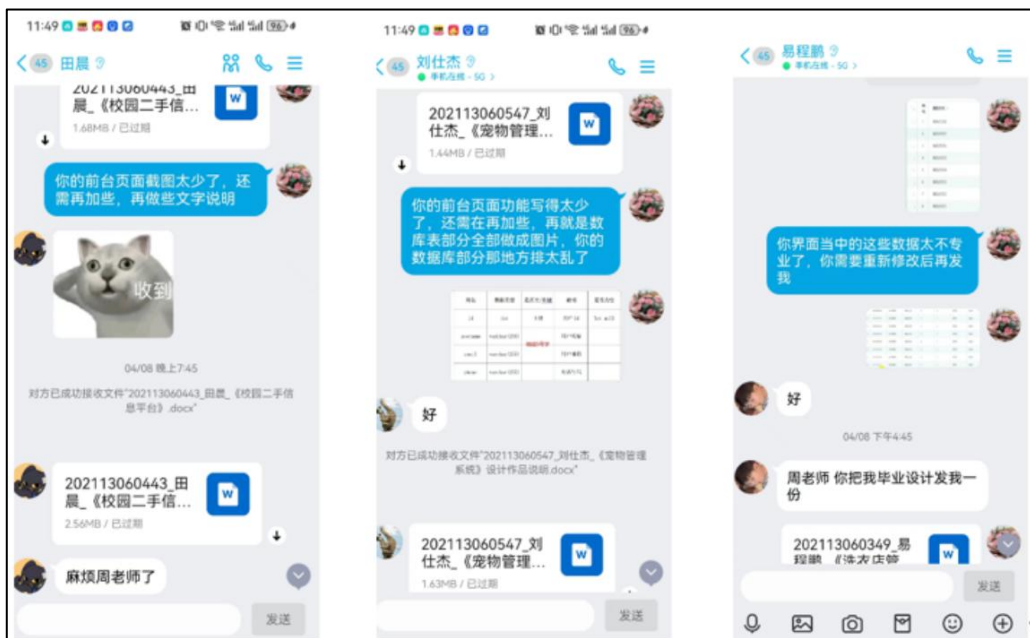 11:49
96
45 田晨
202113060443_田
晨_《校园二手信...
1.68MB / 已过期
你的前台页面截图太少了，还
需再加些，再做些文字说明
收到
04/08 晚上7:45
对方已成功接收文件"202113060443_田晨_《校园二手信
息平台》.docx"
202113060443_田
晨_《校园二手信...
2.56MB / 已过期
麻烦周老师了
发送
11:49
96
45 刘仕杰
手机在线 - 5G >
202113060547_刘
仕杰_《宠物管理...
1.44MB / 已过期
你的前台页面功能写得太少
了，还需在再加些，再就是数
库表部分全部做成图片，你的
数据库部分那地方排太乱了
好
对方已成功接收文件"202113060547_刘仕杰_《宠物管理
系统》设计作品说明.docx"
202113060547_刘
仕杰_《宠物管理...
1.63MB / 已过期
发送
11:49
96
45 易程鹏
手机在线 - 5G >
你界面当中的这些数据太不专
业了，你需要重新修改后再发
我
好
04/08 下午4:45
周老师 你把我毕业设计发我一
份
202113060349_易
程鹏_《洗衣店管
发送